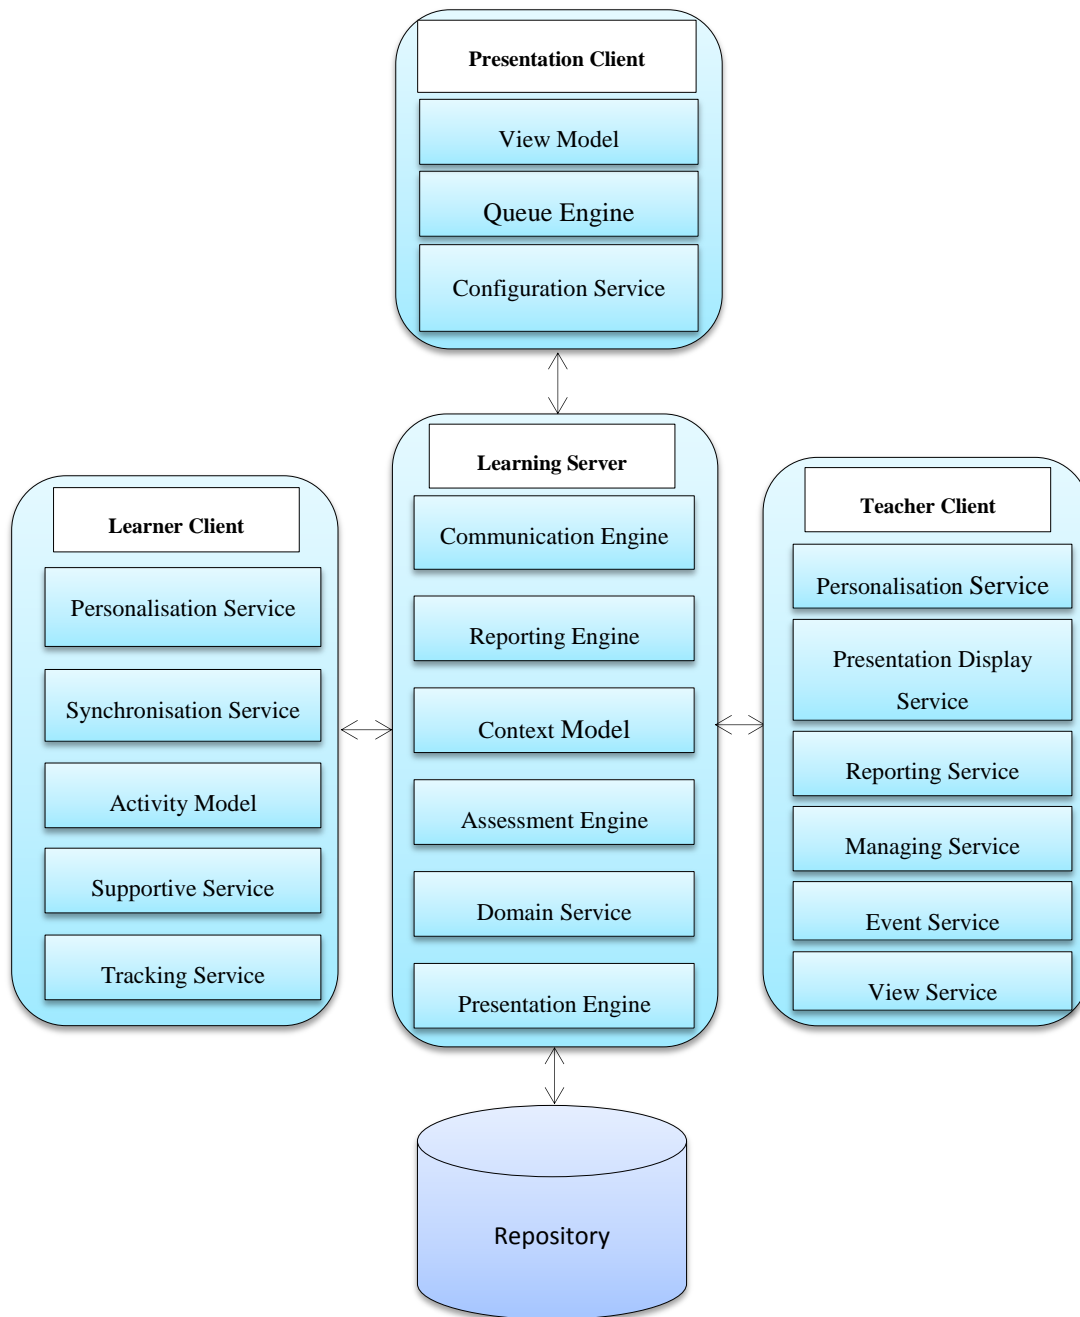 Presentation Client
View Model
Queue Engine
Configuration Service
Learning Server
Communication Engine
Reporting Engine
Context Model
Assessment Engine
Domain Service
Presentation Engine
Learner Client
Personalisation Service
Synchronisation Service
Activity Model
Supportive Service
Tracking Service
Teacher Client
Personalisation Service
Presentation Display
Service
Reporting Service
Managing Service
Event Service
View Service
Repository